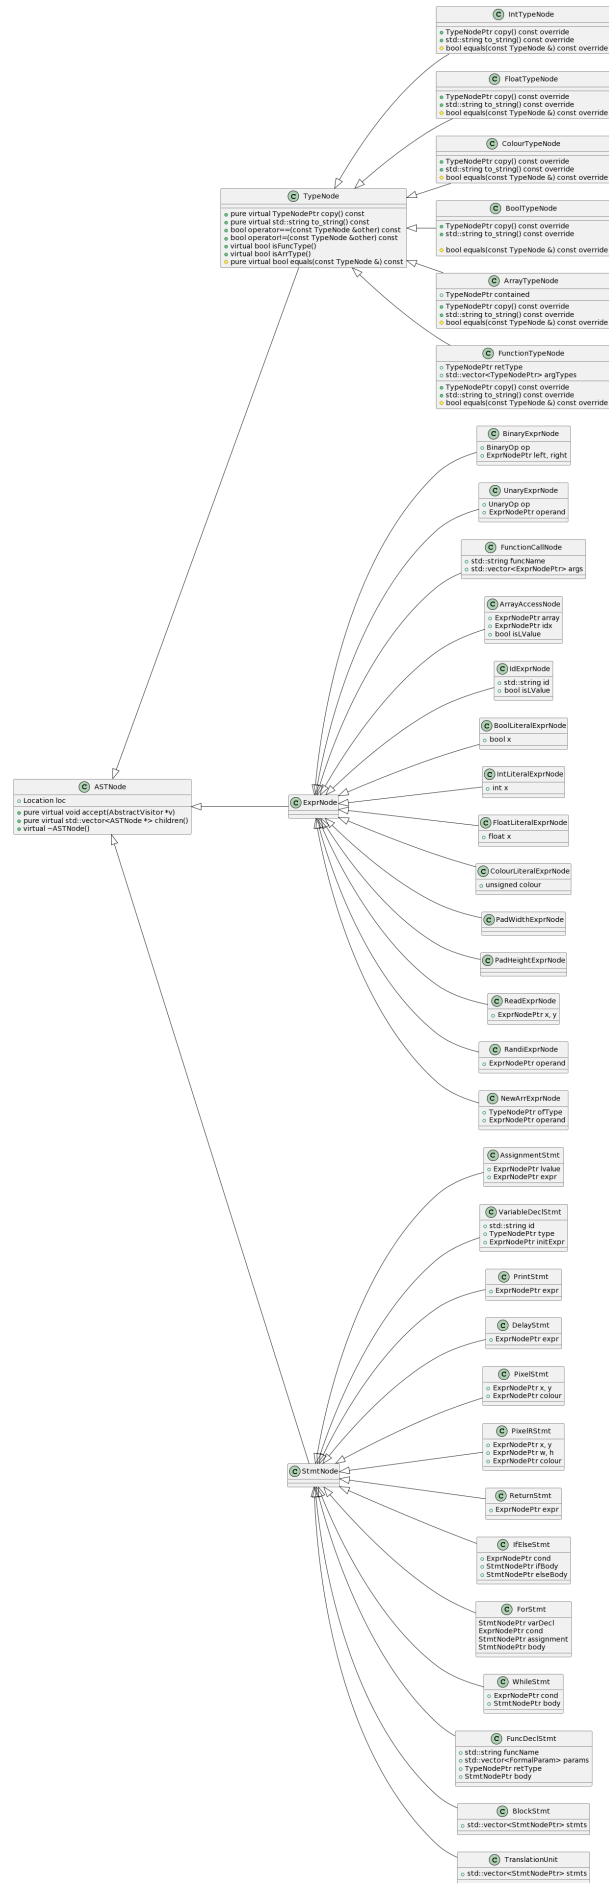 IntTypeNode
TypeNodePtr copy() const override
std::string to_string() const override
bool equals(const TypeNode &) const override
FloatTypeNode
TypeNodePtr copy() const override
std::string to_string() const override
bool equals(const TypeNode &) const override
ColourTypeNode
TypeNodePtr copy() const override
std::string to_string() const override
bool equals(const TypeNode &) const override
TypeNode
pure virtual TypeNodePtr copy() const
pure virtual std::string to_string() const
bool operator==(const TypeNode &other) const
bool operator!=(const TypeNode &other) const
virtual bool isFuncType()
virtual bool isArrType()
pure virtual bool equals(const TypeNode &) const
BoolTypeNode
TypeNodePtr copy() const override
std::string to_string() const override
bool equals(const TypeNode &) const override
ArrayTypeNode
TypeNodePtr contained
TypeNodePtr copy() const override
std::string to_string() const override
bool equals(const TypeNode &) const override
FunctionTypeNode
TypeNodePtr retType
std::vector<TypeNodePtr> argTypes
TypeNodePtr copy() const override
std::string to_string() const override
bool equals(const TypeNode &) const override
BinaryExprNode
BinaryOp op
ExprNodePtr left, right
UnaryExprNode
UnaryOp op
ExprNodePtr operand
FunctionCallNode
std::string funcName
std::vector<ExprNodePtr> args
ArrayAccessNode
ExprNodePtr array
ExprNodePtr idx
bool isLValue
IdExprNode
std::string id
bool isLValue
BoolLiteralExprNode
bool x
IntLiteralExprNode
int x
ASTNode
Location loc
pure virtual void accept(AbstractVisitor *v)
pure virtual std::vector<ASTNode *> children()
virtual ~ASTNode()
ExprNode
FloatLiteralExprNode
float x
ColourLiteralExprNode
unsigned colour
PadWidthExprNode
PadHeightExprNode
ReadExprNode
ExprNodePtr x, y
RandiExprNode
ExprNodePtr operand
NewArrExprNode
TypeNodePtr ofType
ExprNodePtr operand
AssignmentStmt
ExprNodePtr lvalue
ExprNodePtr expr
VariableDeclStmt
std::string id
TypeNodePtr type
ExprNodePtr initExpr
PrintStmt
ExprNodePtr expr
DelayStmt
ExprNodePtr expr
PixelStmt
ExprNodePtr x, y
ExprNodePtr colour
PixelRStmt
ExprNodePtr x, y
ExprNodePtr w, h
ExprNodePtr colour
StmtNode
ReturnStmt
ExprNodePtr expr
IfElseStmt
ExprNodePtr cond
StmtNodePtr ifBody
StmtNodePtr elseBody
ForStmt
StmtNodePtr varDecl
ExprNodePtr cond
StmtNodePtr assignment
StmtNodePtr body
WhileStmt
ExprNodePtr cond
StmtNodePtr body
FuncDeclStmt
std::string funcName
std::vector<FormalParam> params
TypeNodePtr retType
StmtNodePtr body
BlockStmt
std::vector<StmtNodePtr> stmts
TranslationUnit
std::vector<StmtNodePtr> stmts